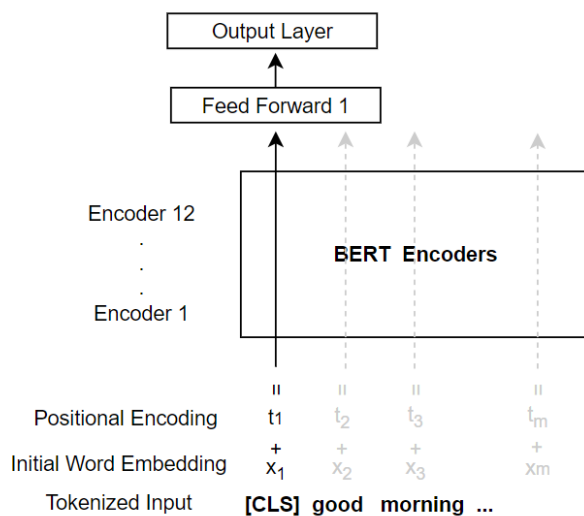 Output Layer
Feed Forward 1
Encoder 12
.
.
.
BERT Encoders
Encoder 1
= = = =
Positional Encoding t1 t2 t3 tm
+ + + +
Initial Word Embedding x1 x2 x3 xm
Tokenized Input [CLS] good morning ...